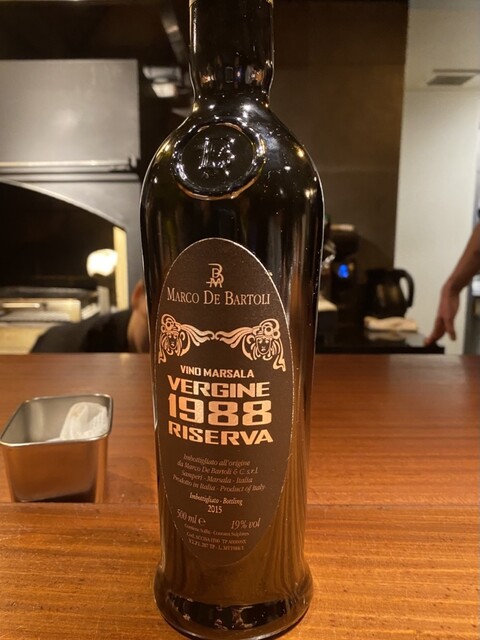 MARCO DE BARTOLI
VINO MARSALA
VERGINE
1988
RISERVA
Imbottigliato all'origine
da Marco De Bartoli & C. s.r.l.
Samperi - Marsala - Italia
Prodotto in Italia - Product of Italy
Imbottigliato - Bottling
2015
500 ml e 19% vol